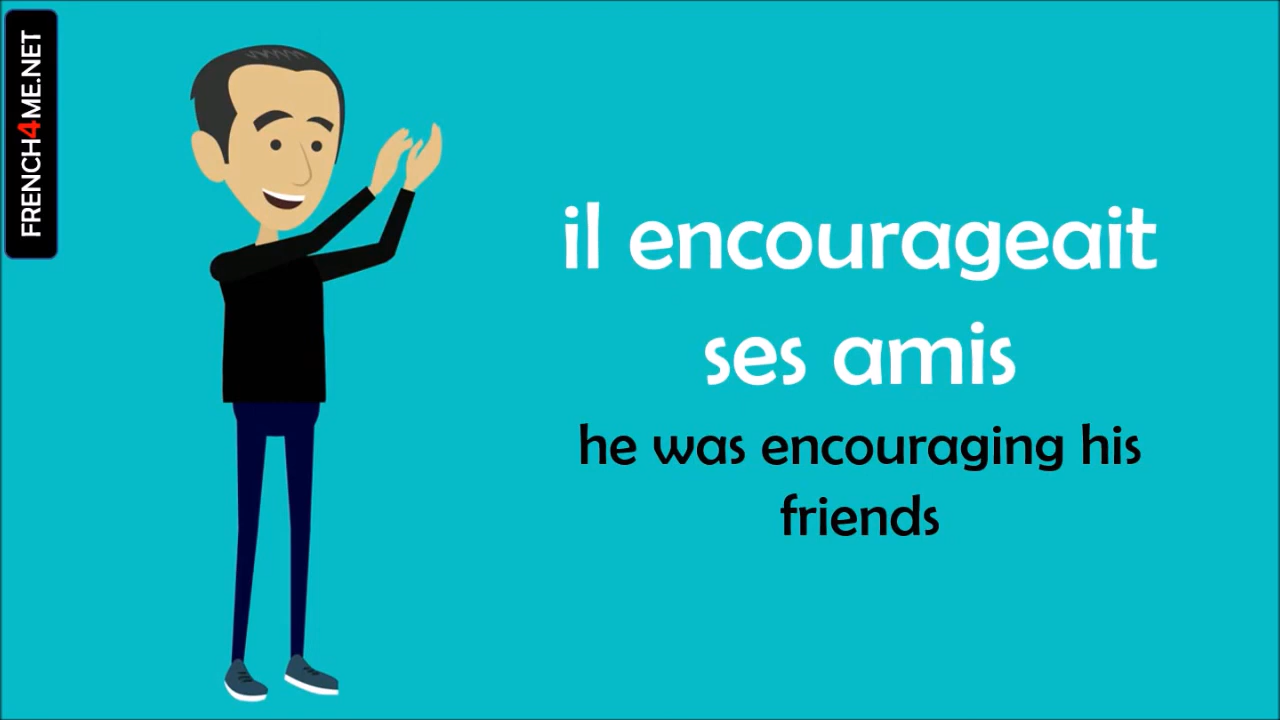 FRENCH4ME.NET
il encourageait
ses amis
he was encouraging his
friends